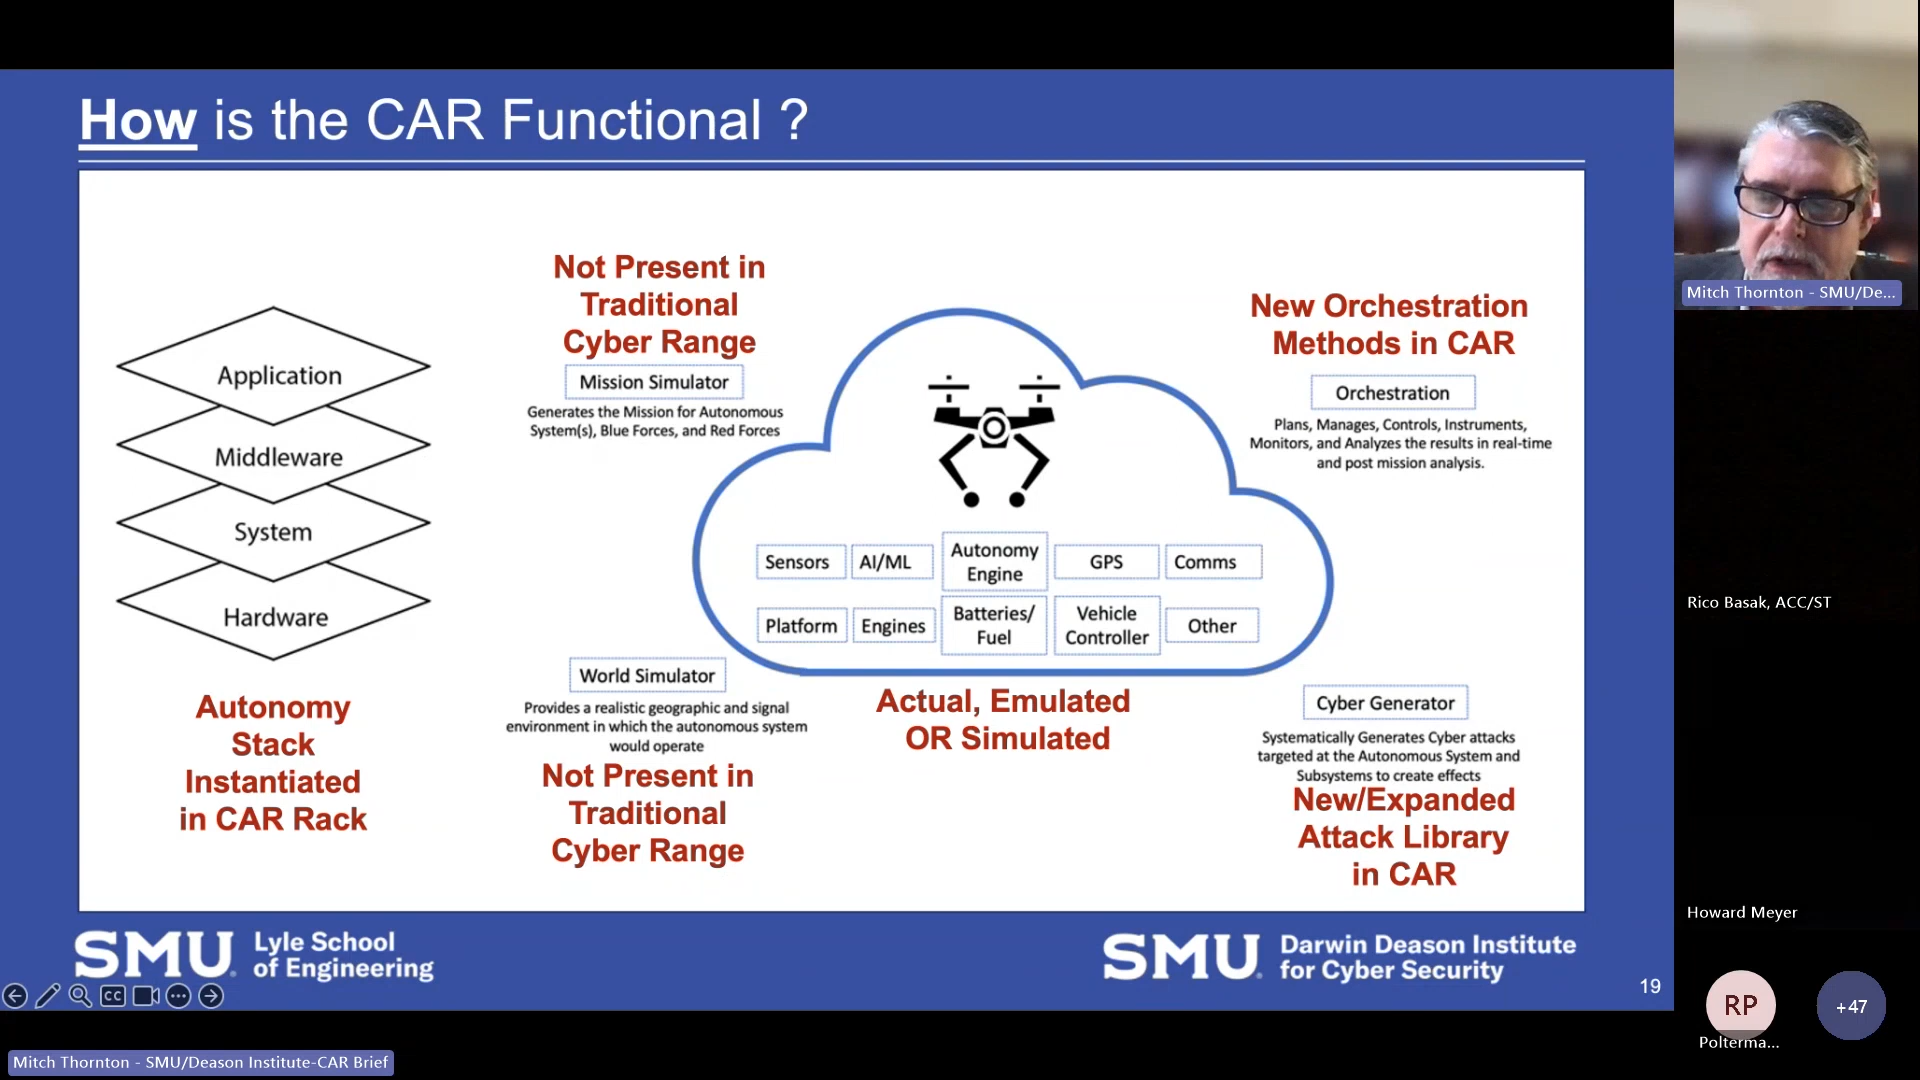 How is the CAR Functional ?
Application
Middleware
System
Hardware
Autonomy
Stack
Instantiated
in CAR Rack
Not Present in
Traditional
Cyber Range
Mission Simulator
Generates the Mission for Autonomous
System(s), Blue Forces, and Red Forces
World Simulator
Provides a realistic geographic and signal
environment in which the autonomous system
would operate
Not Present in
Traditional
Cyber Range
Sensors
AI/ML
Autonomy
Engine
GPS
Comms
Platform
Engines
Batteries/
Fuel
Vehicle
Controller
Other
Actual, Emulated
OR Simulated
New Orchestration
Methods in CAR
Orchestration
Plans, Manages, Controls, Instruments,
Monitors, and Analyzes the results in real-time
and post mission analysis.
Cyber Generator
Systematically Generates Cyber attacks
targeted at the Autonomous System and
Subsystems to create effects
New/Expanded
Attack Library
in CAR
SMU
Lyle School
of Engineering
SMU
Darwin Deason Institute
for Cyber Security
19
CC
Mitch Thornton - SMU/Deason Institute-CAR Brief
Mitch Thornton - SMU/De...
Rico Basak, ACC/ST
Howard Meyer
RP
Polterma...
+47